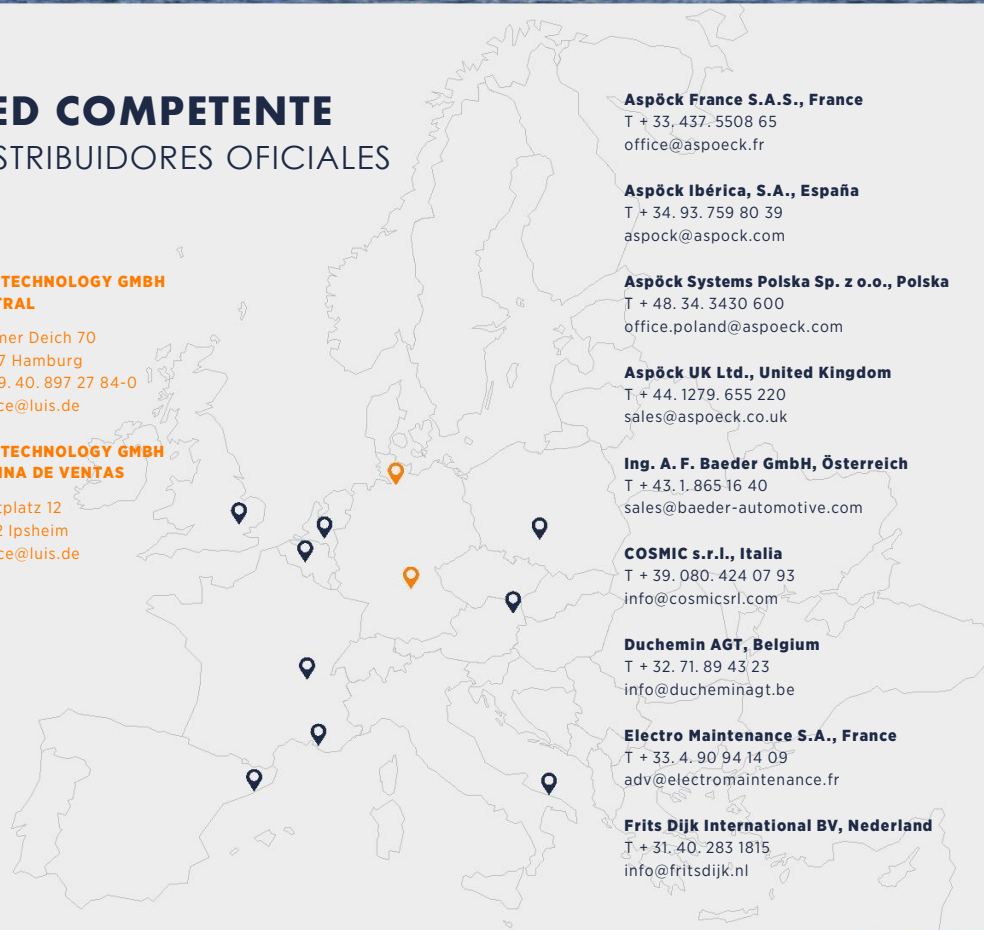 ED COMPETENTE
STRIBUIDORES OFICIALES
TECHNOLOGY GMBH
TRAL
ner Deich 70
7 Hamburg
9. 40. 897 27 84-0
ce@luis.de
TECHNOLOGY GMBH
INA DE VENTAS
tplatz 12
2 Ipsheim
ce@luis.de
Aspöck France S.A.S., France
T + 33. 437. 5508 65
office@aspoeck.fr
Aspöck Ibérica, S.A., España
T + 34. 93. 759 80 39
aspock@aspock.com
Aspöck Systems Polska Sp. z o.o., Polska
T + 48. 34. 3430 600
office.poland@aspoeck.com
Aspöck UK Ltd., United Kingdom
T + 44. 1279. 655 220
sales@aspoeck.co.uk
Ing. A. F. Baeder GmbH, Österreich
T + 43. 1. 865 16 40
sales@baeder-automotive.com
COSMIC s.r.l., Italia
T + 39. 080. 424 07 93
info@cosmicsrl.com
Duchemin AGT, Belgium
T + 32. 71. 89 43 23
info@ducheminagt.be
Electro Maintenance S.A., France
T + 33. 4. 90 94 14 09
adv@electromaintenance.fr
Frits Dijk International BV, Nederland
T + 31. 40. 283 1815
info@fritsdijk.nl